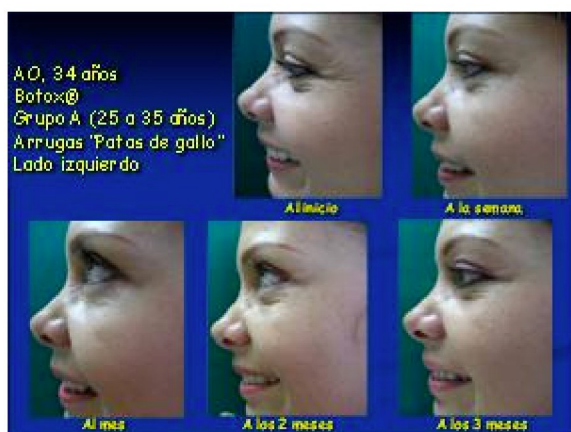 AO, 34 años
Botox®
Grupo A (25 a 35 años)
Arrugas "Patas de gallo"
Lado izquierdo
Al inicio
A la semana
Al mes
A los 2 meses
A los 3 meses